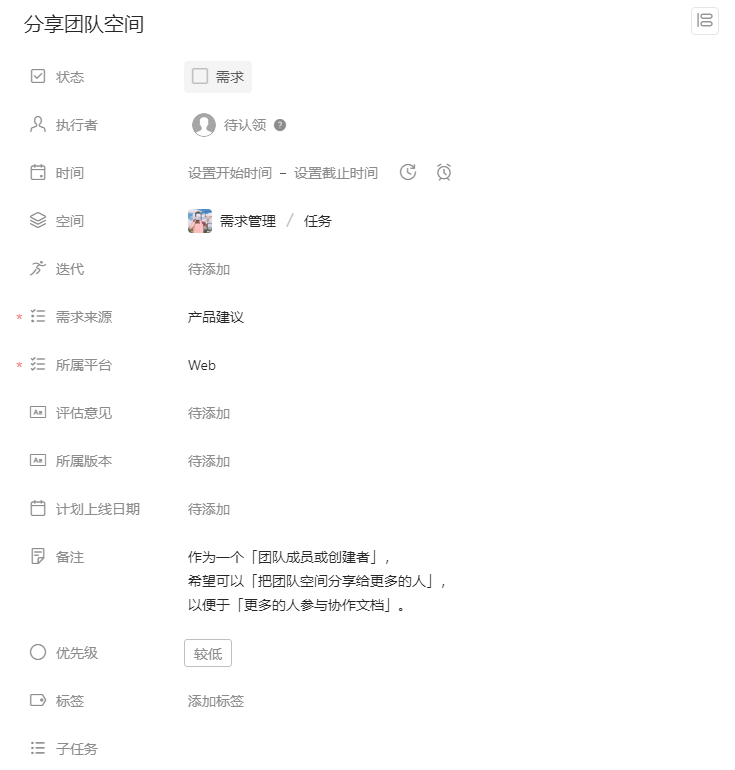 分享团队空间
状态 需求
执行者 待认领 ?
时间 设置开始时间 – 设置截止时间
空间 需求管理 / 任务
迭代 待添加
* 需求来源 产品建议
* 所属平台 Web
评估意见 待添加
所属版本 待添加
计划上线日期 待添加
备注 作为一个「团队成员或创建者」,
希望可以「把团队空间分享给更多的人」,
以便于「更多的人参与协作文档」。
优先级 较低
标签 添加标签
子任务